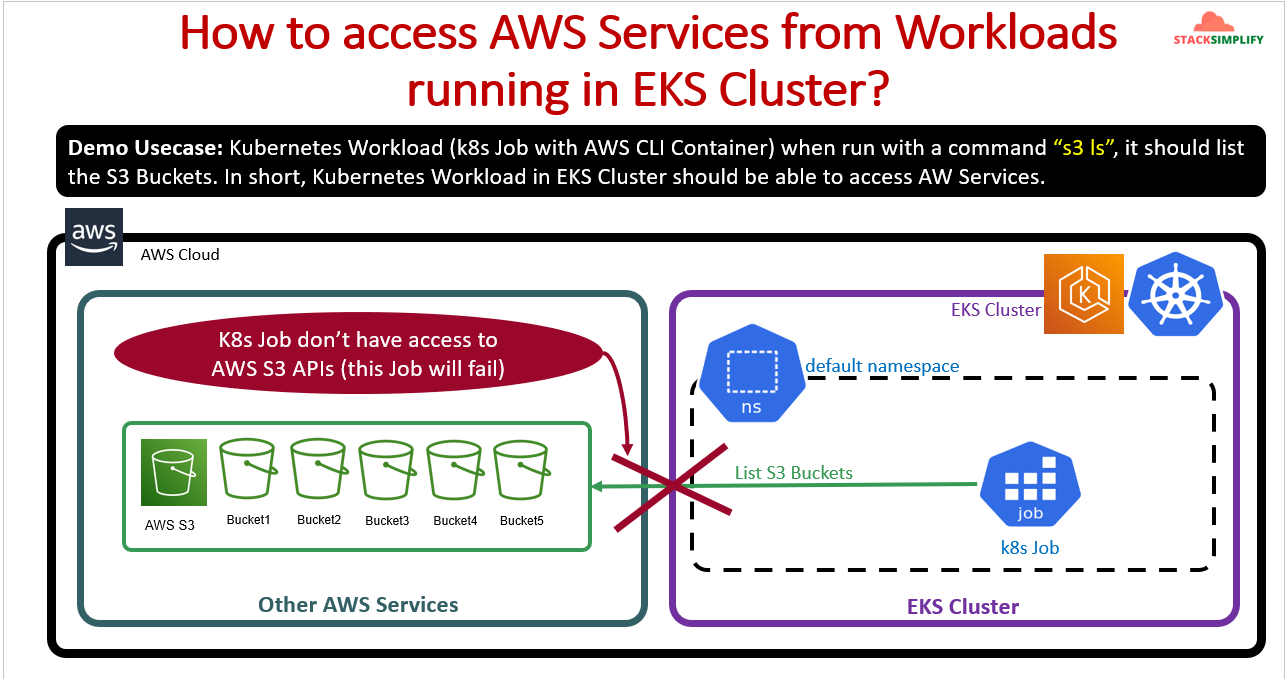 How to access AWS Services from Workloads
running in EKS Cluster?
STACKSIMPLIFY
Demo Usecase: Kubernetes Workload (k8s Job with AWS CLI Container) when run with a command “s3 ls”, it should list
the S3 Buckets. In short, Kubernetes Workload in EKS Cluster should be able to access AW Services.
aws
AWS Cloud
EKS Cluster
K
K8s Job don’t have access to
AWS S3 APIs (this Job will fail)
default namespace
ns
List S3 Buckets
AWS S3
Bucket1
Bucket2
Bucket3
Bucket4
Bucket5
job
k8s Job
Other AWS Services
EKS Cluster